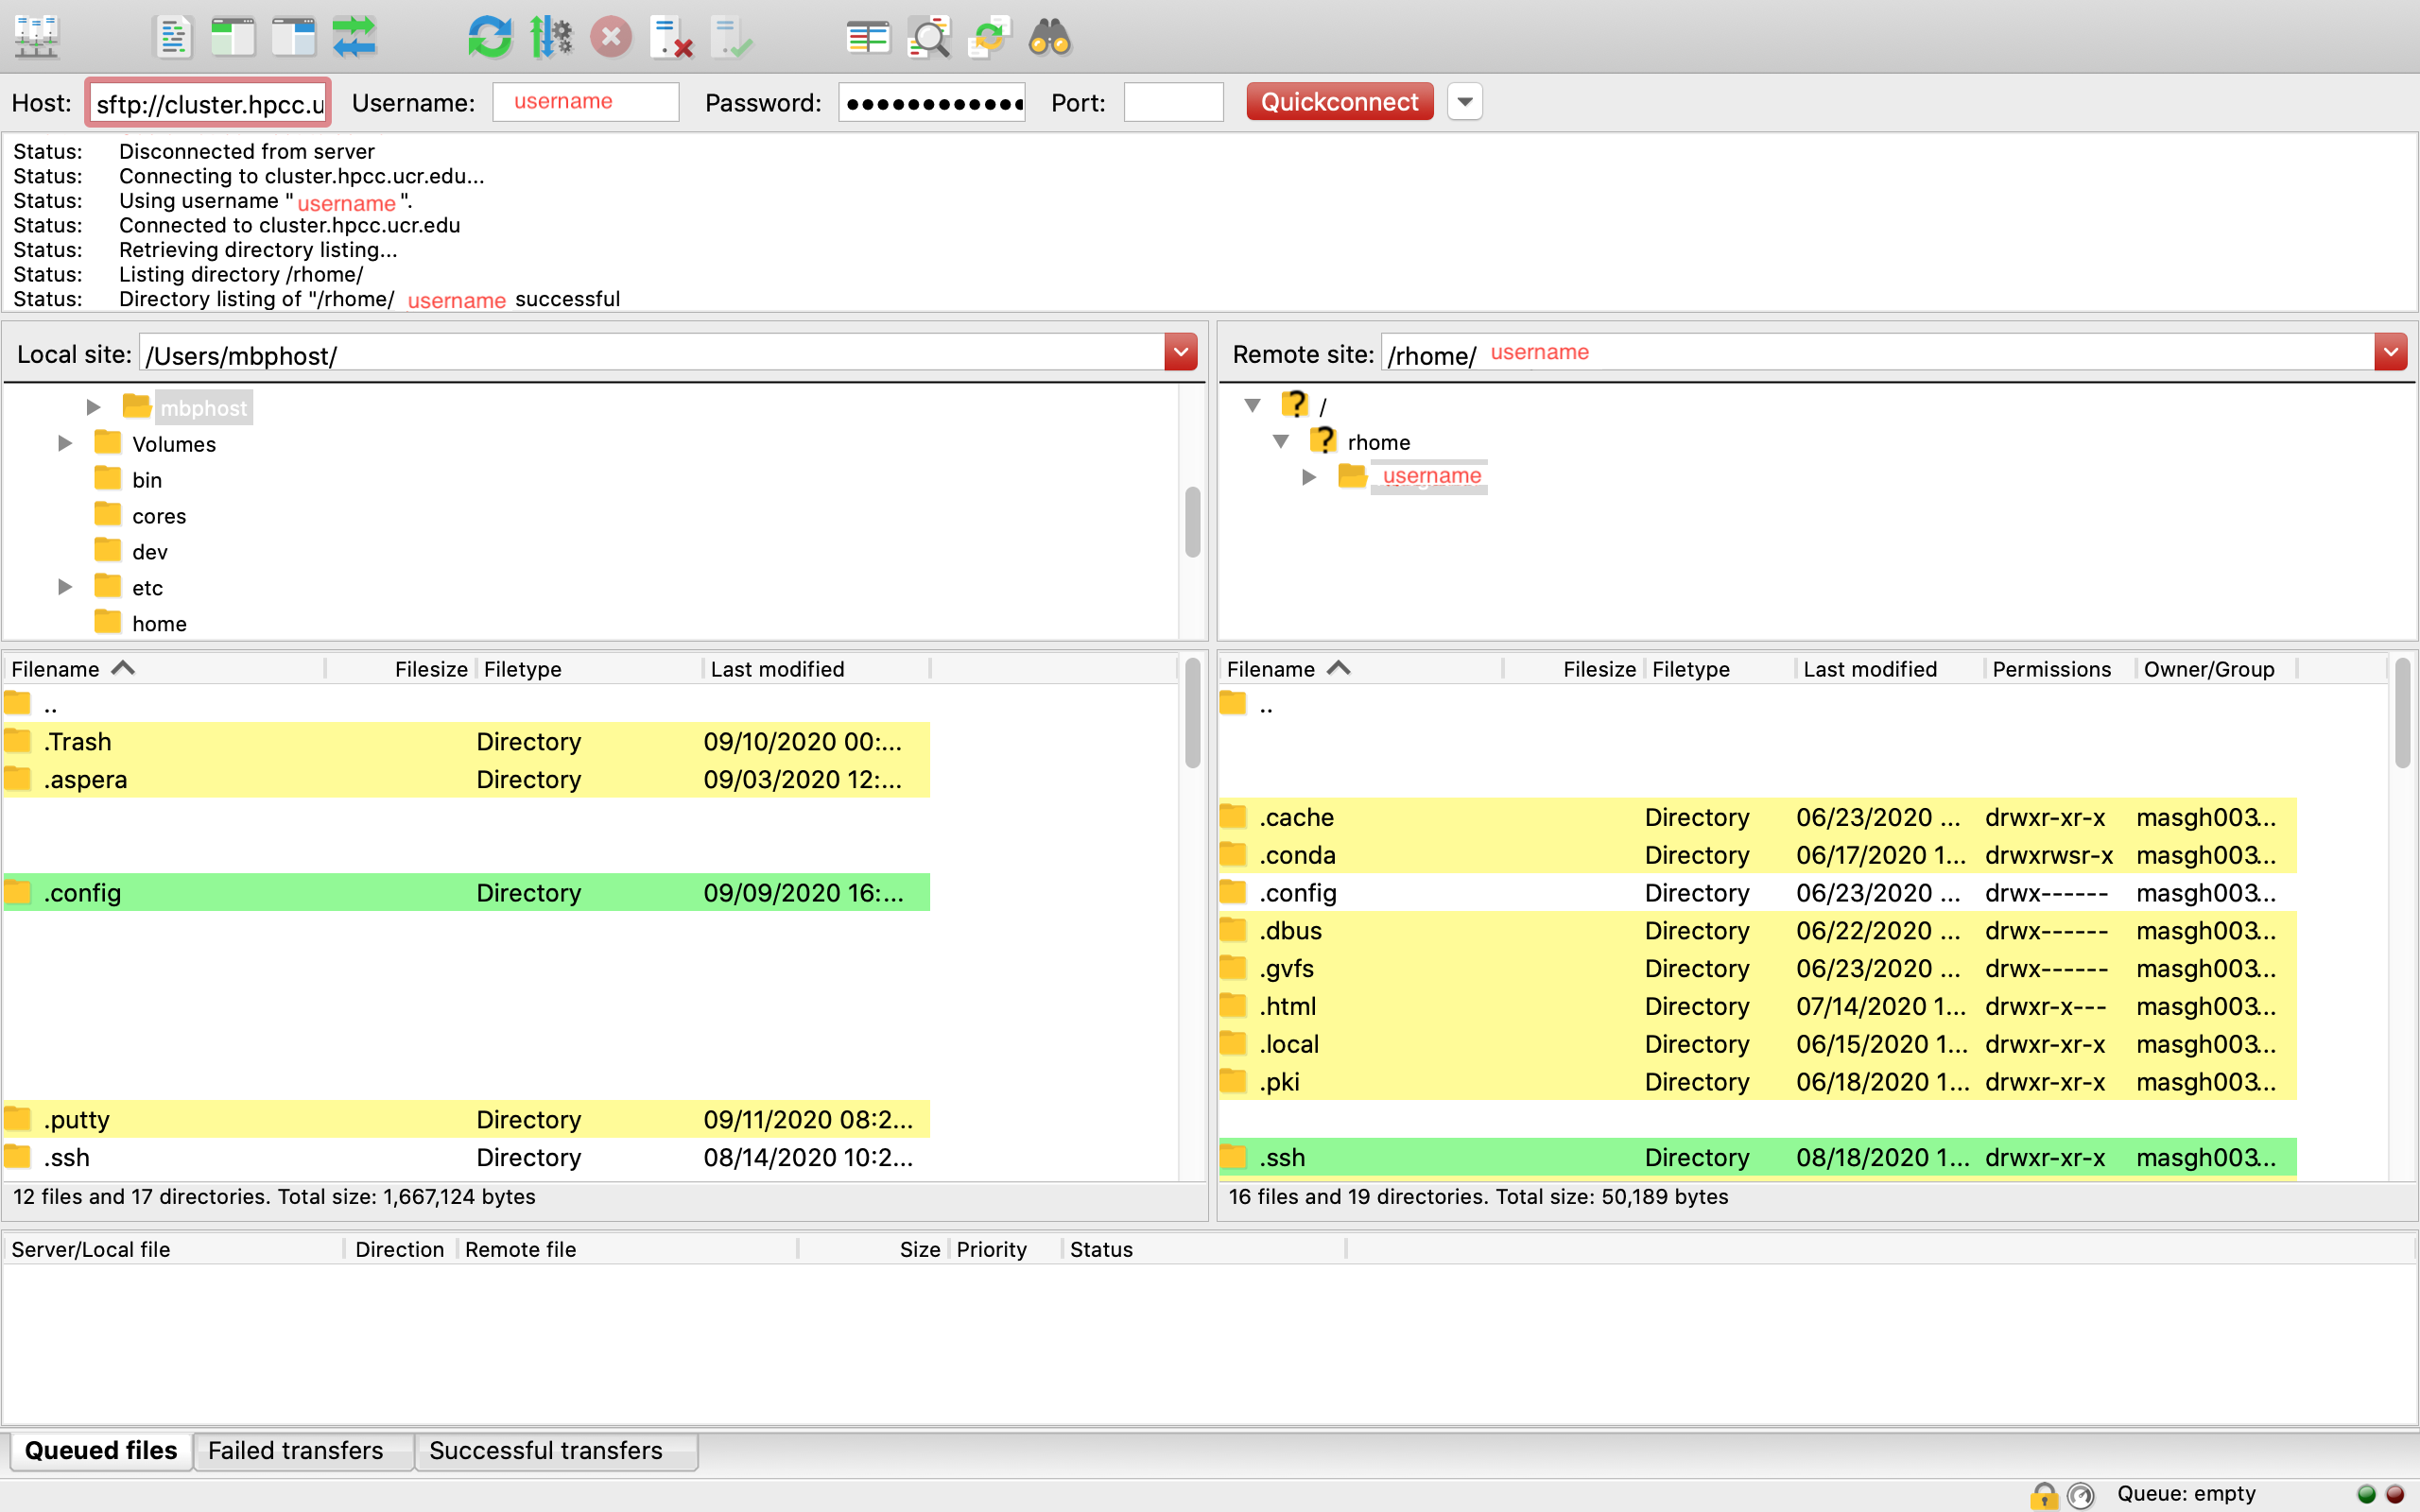 Host: sftp://cluster.hpcc.u Username: username Password: ●●●●●●●●●●●● Port: Quickconnect
Status: Disconnected from server
Status: Connecting to cluster.hpcc.ucr.edu...
Status: Using username "username".
Status: Connected to cluster.hpcc.ucr.edu
Status: Retrieving directory listing...
Status: Listing directory /rhome/
Status: Directory listing of "/rhome/ username successful
Local site: /Users/mbphost/
mbphost
Volumes
bin
cores
dev
etc
home
Remote site: /rhome/ username
? /
? rhome
username
Filename Filesize Filetype Last modified
..
.Trash Directory 09/10/2020 00:...
.aspera Directory 09/03/2020 12:...
.config Directory 09/09/2020 16:...
.putty Directory 09/11/2020 08:2...
.ssh Directory 08/14/2020 10:2...
12 files and 17 directories. Total size: 1,667,124 bytes
Filename Filesize Filetype Last modified Permissions Owner/Group
..
.cache Directory 06/23/2020 ... drwxr-xr-x masgh003...
.conda Directory 06/17/2020 1... drwxrwsr-x masgh003...
.config Directory 06/23/2020 ... drwx------ masgh003...
.dbus Directory 06/22/2020 ... drwx------ masgh003...
.gvfs Directory 06/23/2020 ... drwx------ masgh003...
.html Directory 07/14/2020 1... drwxr-x--- masgh003...
.local Directory 06/15/2020 1... drwxr-xr-x masgh003...
.pki Directory 06/18/2020 1... drwxr-xr-x masgh003...
.ssh Directory 08/18/2020 1... drwxr-xr-x masgh003...
16 files and 19 directories. Total size: 50,189 bytes
Server/Local file Direction Remote file Size Priority Status
Queued files Failed transfers Successful transfers
Queue: empty